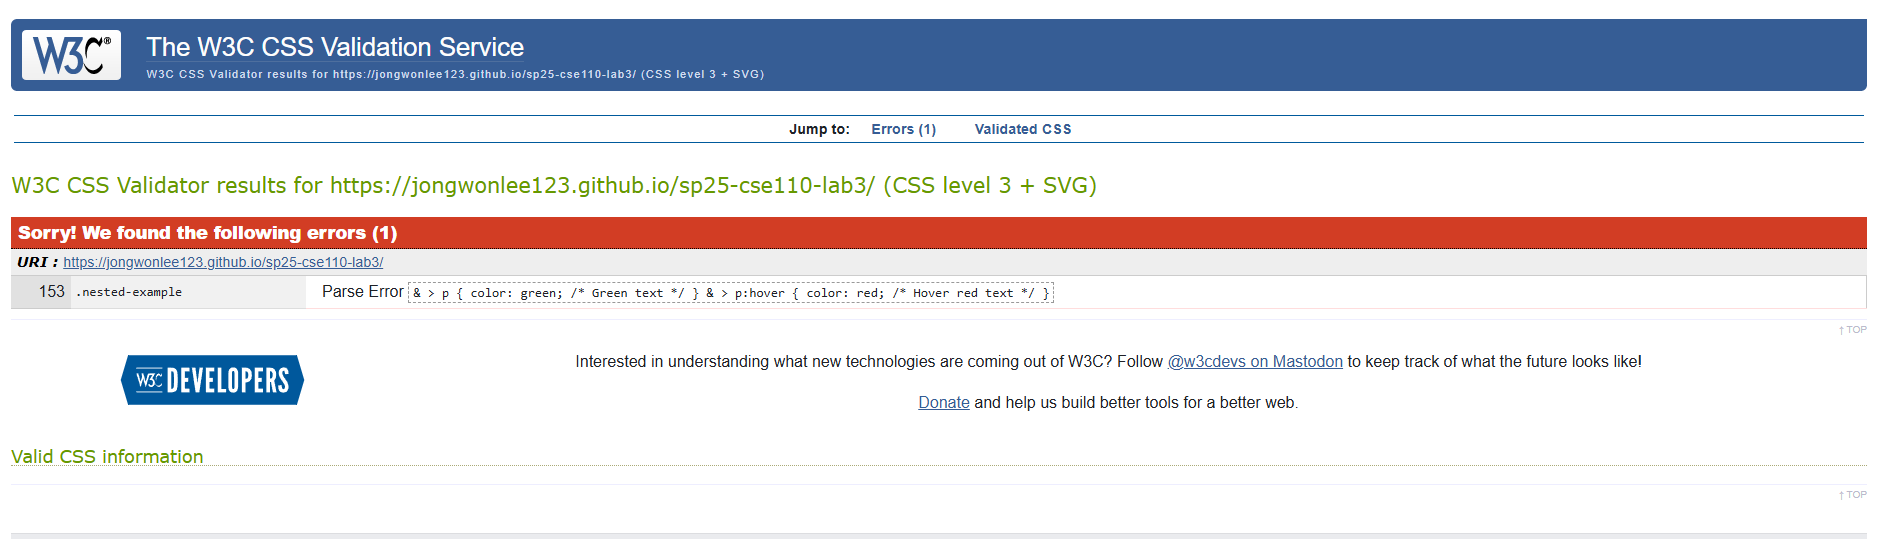 W3C®
The W3C CSS Validation Service
W3C CSS Validator results for https://jongwonlee123.github.io/sp25-cse110-lab3/ (CSS level 3 + SVG)
Jump to: Errors (1) Validated CSS
W3C CSS Validator results for https://jongwonlee123.github.io/sp25-cse110-lab3/ (CSS level 3 + SVG)
Sorry! We found the following errors (1)
URI : https://jongwonlee123.github.io/sp25-cse110-lab3/
153 .nested-example Parse Error & > p { color: green; /* Green text */ } & > p:hover { color: red; /* Hover red text */ }
↑ TOP
W3C DEVELOPERS
Interested in understanding what new technologies are coming out of W3C? Follow @w3cdevs on Mastodon to keep track of what the future looks like!
Donate and help us build better tools for a better web.
Valid CSS information
↑ TOP